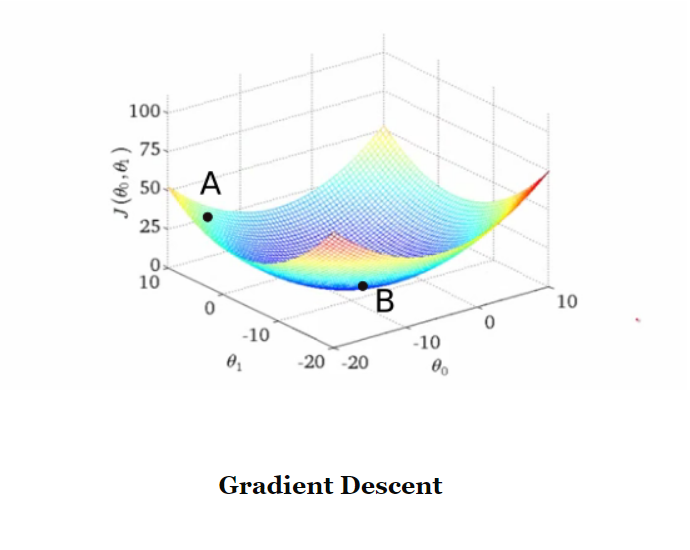 100
75
50
25
0
J(θ₀,θ₁)
A
B
10
0
-10
-20
θ₁
-20
-10
0
10
θ₀
Gradient Descent